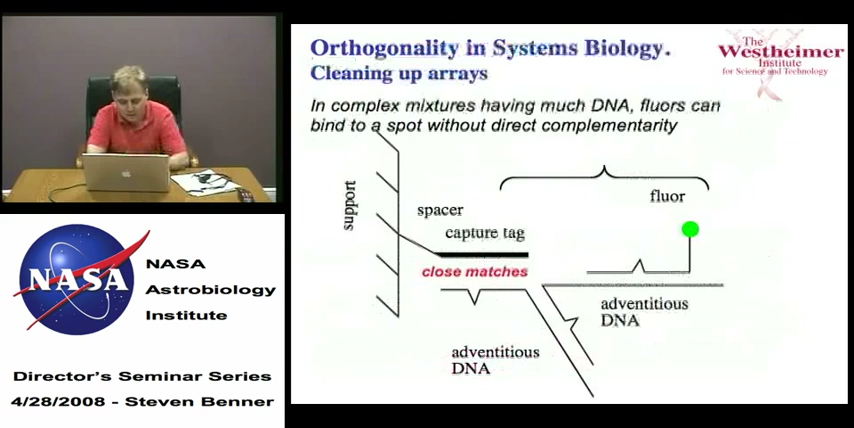 Orthogonality in Systems Biology.
Cleaning up arrays
The
Westheimer
Institute
for Science and Technology
In complex mixtures having much DNA, fluors can
bind to a spot without direct complementarity
support
spacer
capture tag
close matches
fluor
adventitious
DNA
adventitious
DNA
NASA
NASA
Astrobiology
Institute
Director's Seminar Series
4/28/2008 - Steven Benner